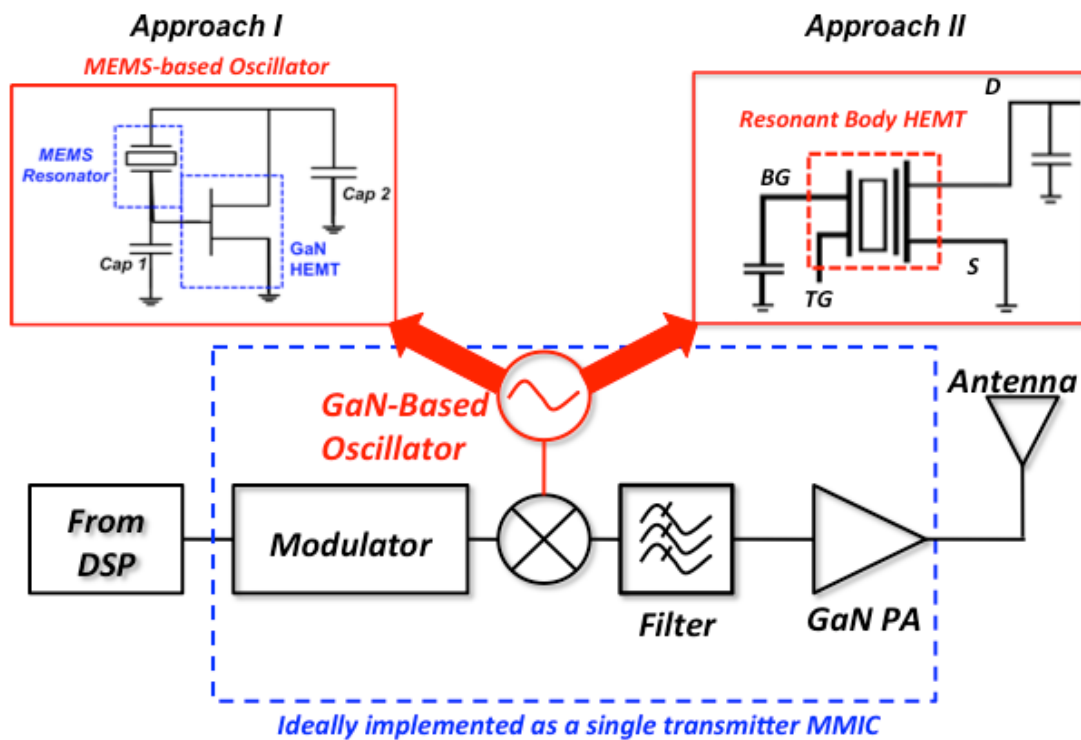 Approach I
MEMS-based Oscillator
MEMS
Resonator
Cap 1
GaN
HEMT
Cap 2
Approach II
Resonant Body HEMT
D
BG
TG
S
GaN-Based
Oscillator
Antenna
From
DSP
Modulator
Filter
GaN PA
Ideally implemented as a single transmitter MMIC